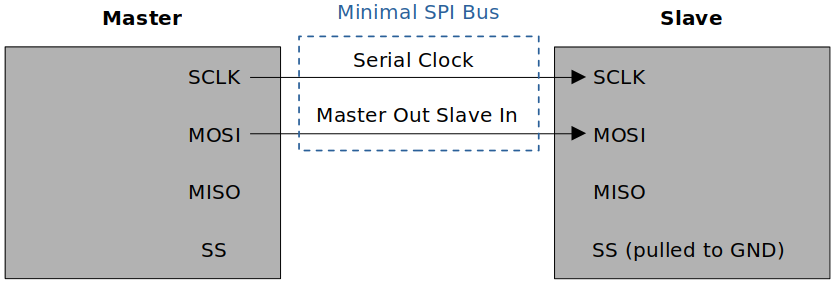 Minimal SPI Bus
Master
Slave
Serial Clock
SCLK
SCLK
Master Out Slave In
MOSI
MOSI
MISO
MISO
SS
SS (pulled to GND)